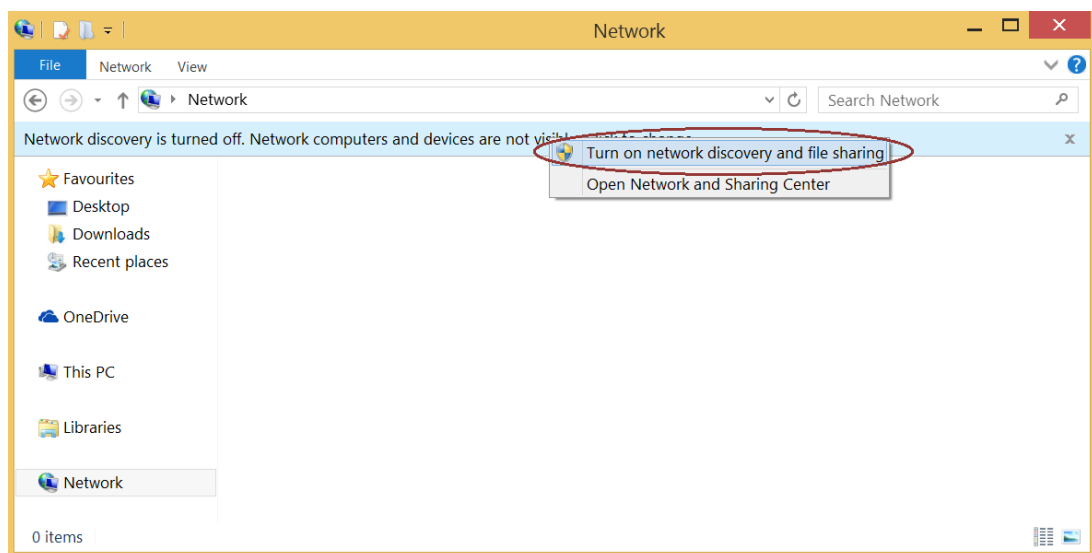 Network
File Network View
Network
Search Network
Network discovery is turned off. Network computers and devices are not
Turn on network discovery and file sharing
Open Network and Sharing Center
Favourites
Desktop
Downloads
Recent places
OneDrive
This PC
Libraries
Network
0 items